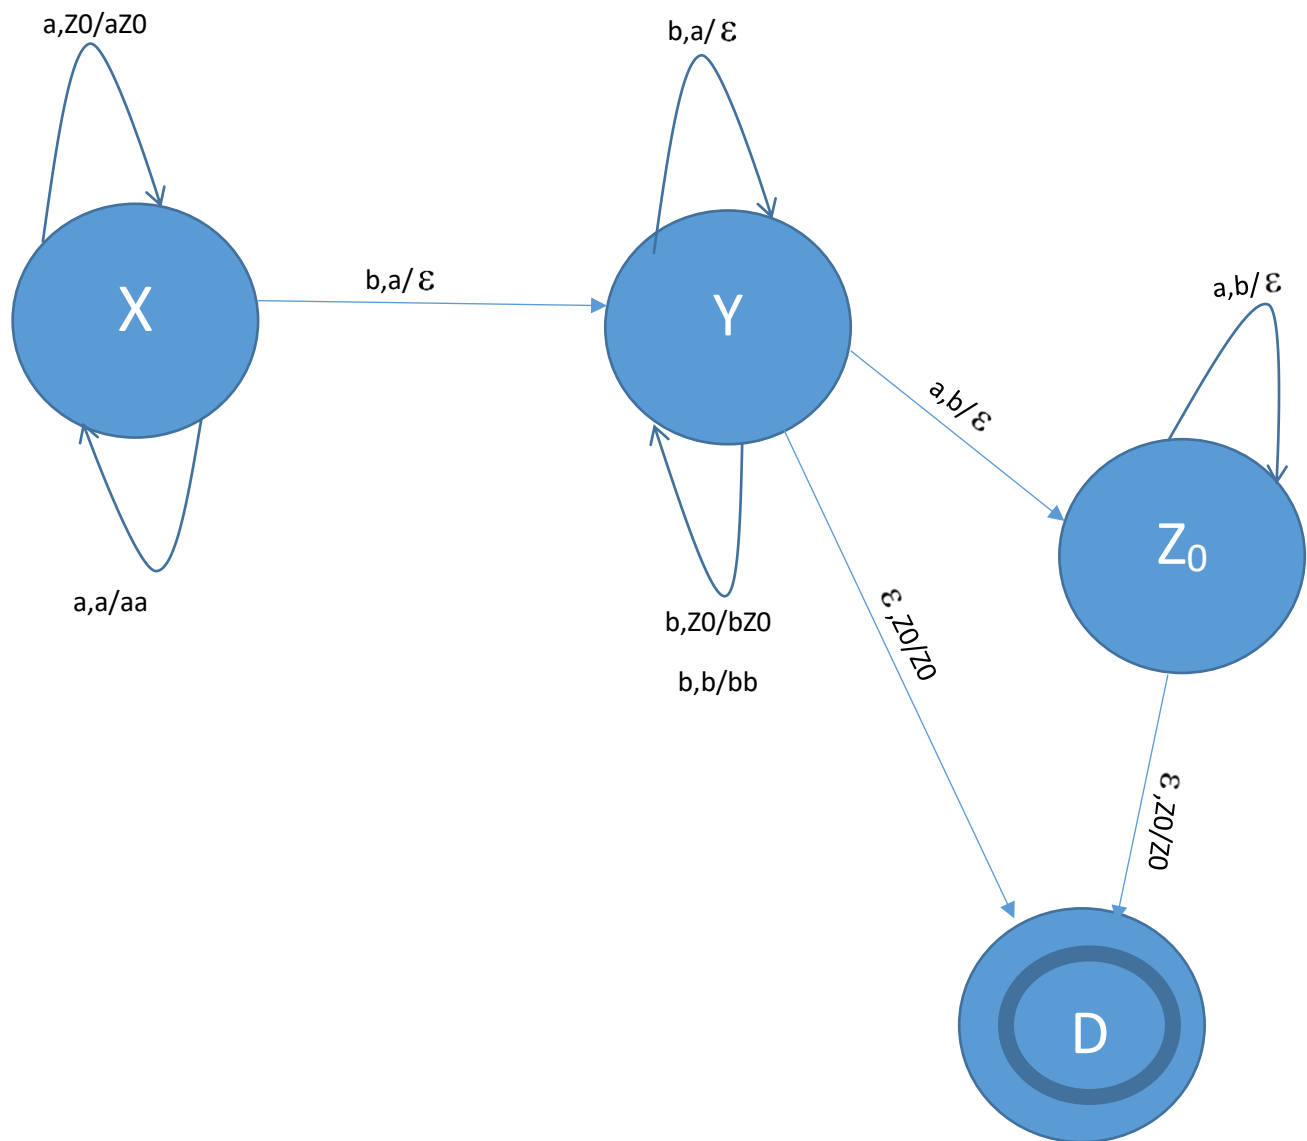 a,Z0/aZ0
b,a/ ε
X
b,a/ ε
Y
a,b/ ε
a,b/ε
a,a/aa
Z₀
b,Z0/bZ0
b,b/bb
ε,Z0/Z0
ε,Z0/Z0
D